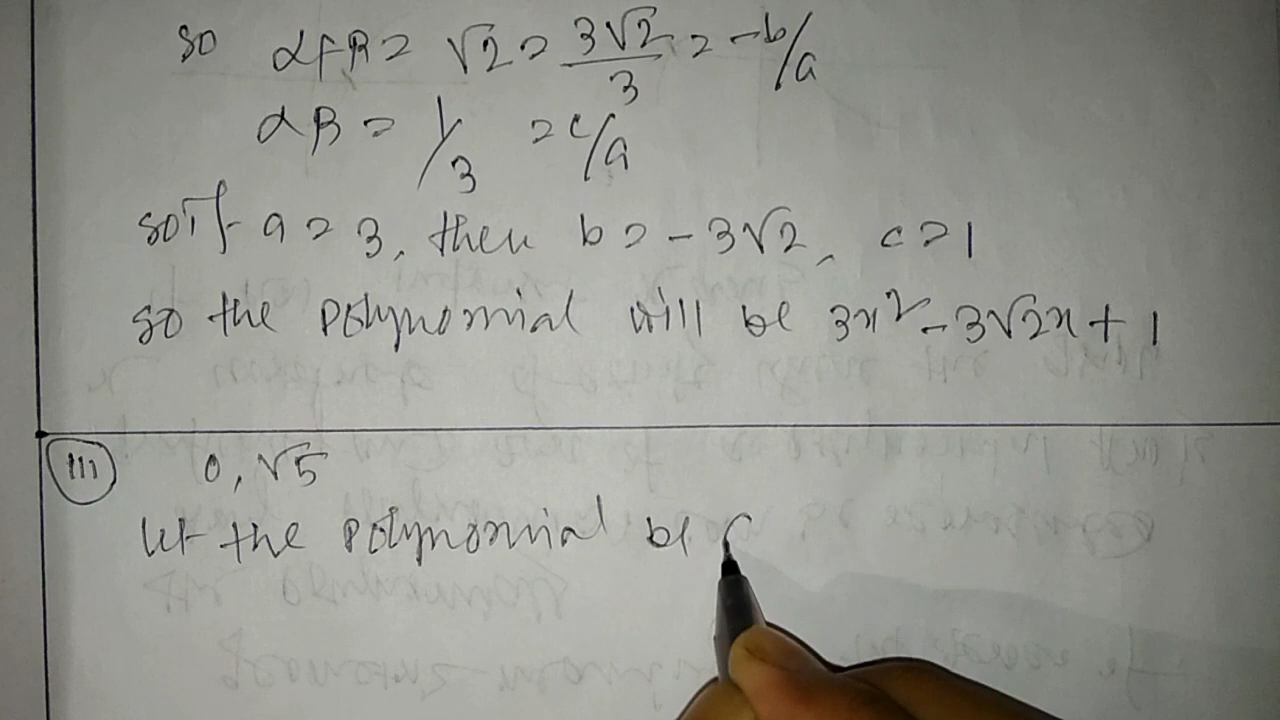 so α+β = √2 = 3√2/3 = -b/a
αβ = 1/3 = c/a
so if a = 3, then b = -3√2, c = 1
so the polynomial will be 3x² - 3√2x + 1
(iii) 0, √5
let the polynomial be